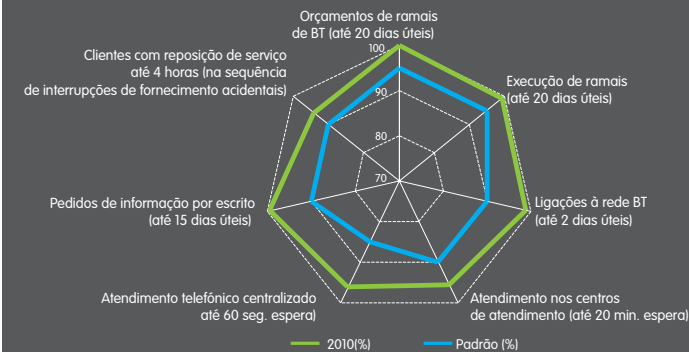 Orçamentos de ramais
de BT (até 20 dias úteis)
Clientes com reposição de serviço
até 4 horas (na sequência
de interrupções de fornecimento acidentais)
100
90
80
70
Execução de ramais
(até 20 dias úteis)
Pedidos de informação por escrito
(até 15 dias úteis)
Ligações à rede BT
(até 2 dias úteis)
Atendimento telefónico centralizado
até 60 seg. espera)
Atendimento nos centros
de atendimento (até 20 min. espera)
2010(%)
Padrão (%)